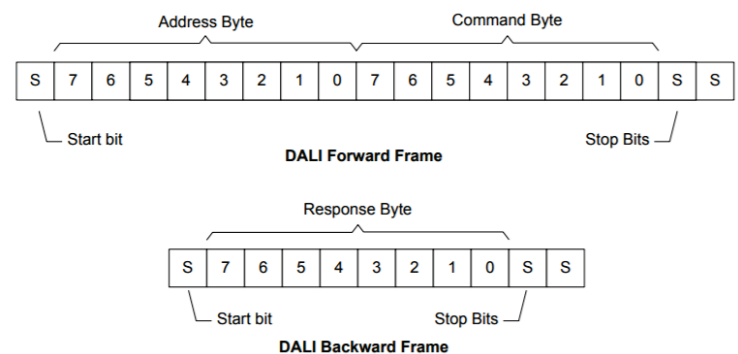 Address Byte Command Byte
S 7 6 5 4 3 2 1 0 7 6 5 4 3 2 1 0 S S
Start bit Stop Bits
DALI Forward Frame
Response Byte
S 7 6 5 4 3 2 1 0 S S
Start bit Stop Bits
DALI Backward Frame